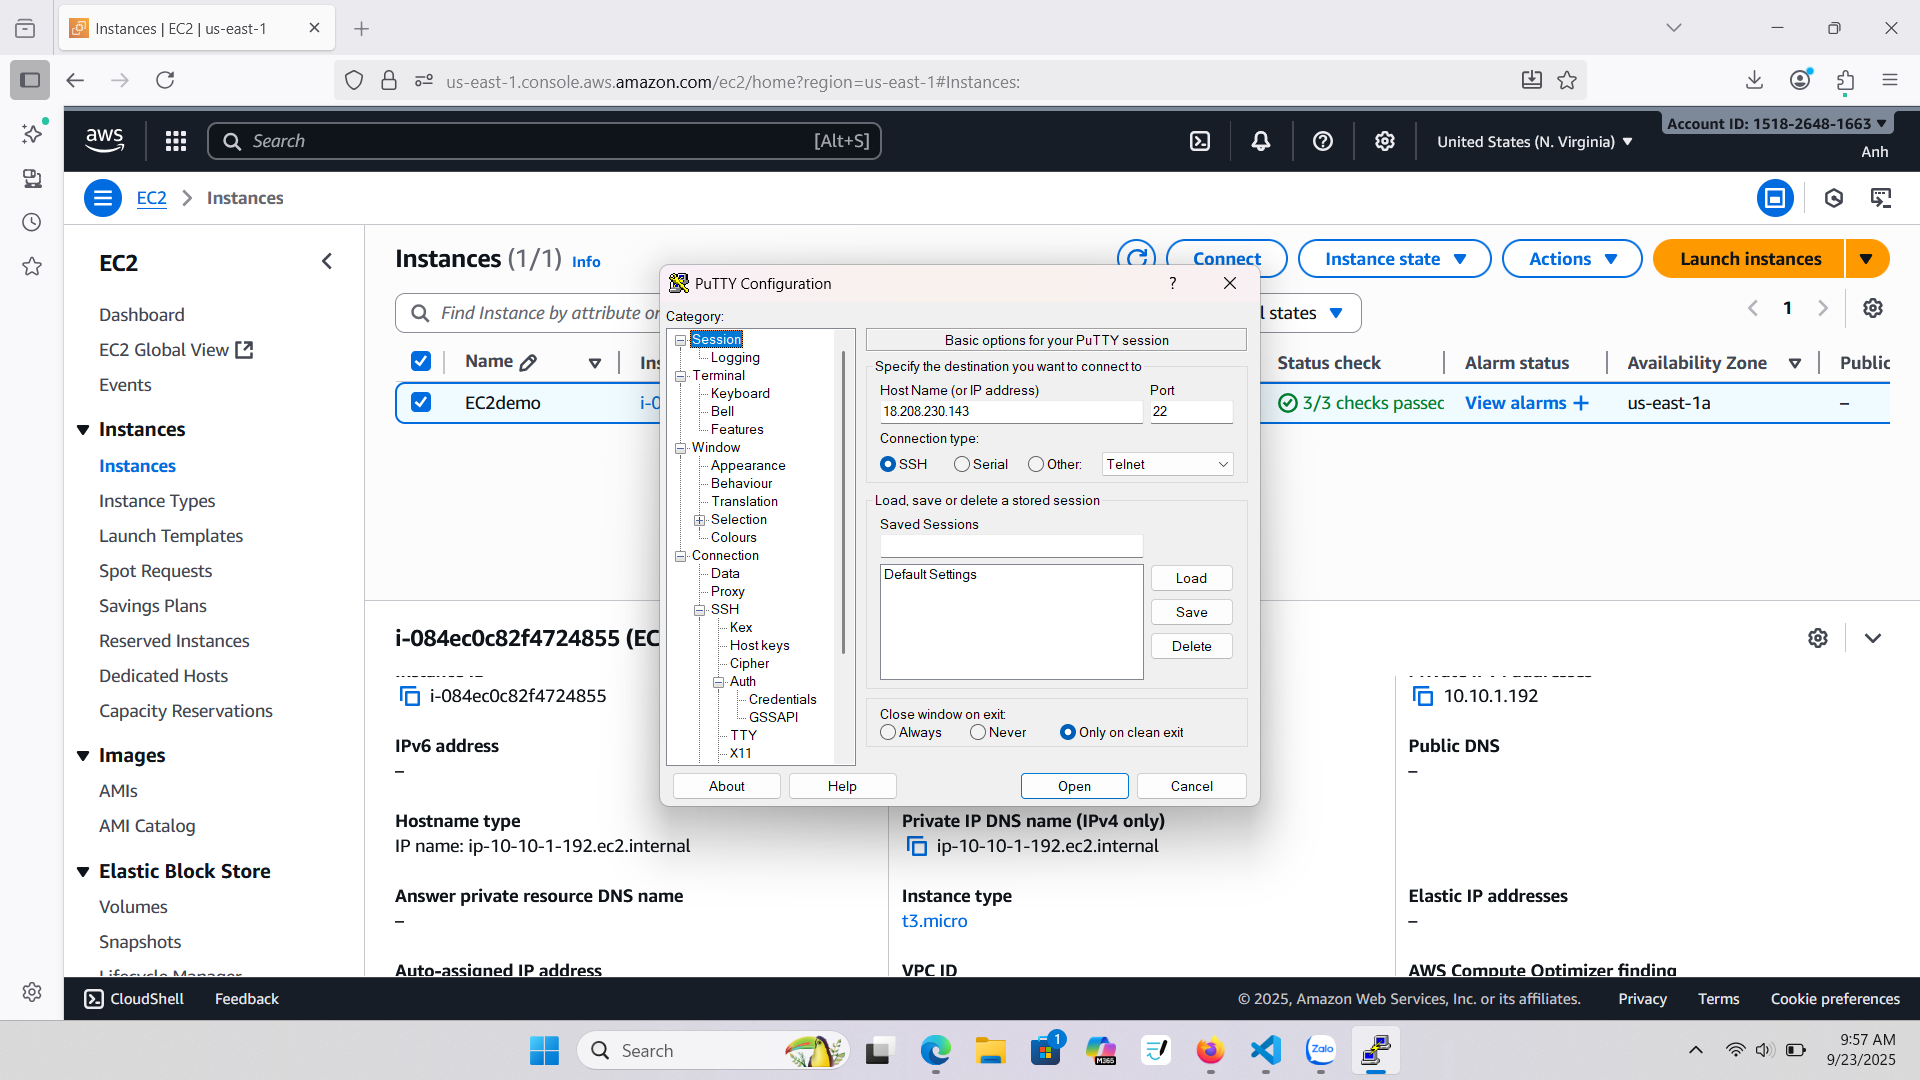 Instances | EC2 | us-east-1
us-east-1.console.aws.amazon.com/ec2/home?region=us-east-1#Instances:
aws
Search
[Alt+S]
United States (N. Virginia)
Account ID: 1518-2648-1663
Anh
EC2
Instances
EC2
Dashboard
EC2 Global View
Events
Instances
Instances
Instance Types
Launch Templates
Spot Requests
Savings Plans
Reserved Instances
Dedicated Hosts
Capacity Reservations
Images
AMIs
AMI Catalog
Elastic Block Store
Volumes
Snapshots
Lifecycle Manager
Instances (1/1) Info
Connect
Instance state
Actions
Launch instances
Find Instance by attribute or
l states
1
Name
Ins
Status check
Alarm status
Availability Zone
Public
EC2demo
i-0
3/3 checks passec
View alarms +
us-east-1a
–
PuTTY Configuration
?
Category:
Session
Logging
Terminal
Keyboard
Bell
Features
Window
Appearance
Behaviour
Translation
Selection
Colours
Connection
Data
Proxy
SSH
Kex
Host keys
Cipher
Auth
Credentials
GSSAPI
TTY
X11
Basic options for your PuTTY session
Specify the destination you want to connect to
Host Name (or IP address)
Port
18.208.230.143
22
Connection type:
SSH
Serial
Other:
Telnet
Load, save or delete a stored session
Saved Sessions
Default Settings
Load
Save
Delete
Close window on exit:
Always
Never
Only on clean exit
About
Help
Open
Cancel
i-084ec0c82f4724855 (EC
i-084ec0c82f4724855
10.10.1.192
IPv6 address
–
Public DNS
–
Hostname type
IP name: ip-10-10-1-192.ec2.internal
Private IP DNS name (IPv4 only)
ip-10-10-1-192.ec2.internal
Answer private resource DNS name
–
Instance type
t3.micro
Elastic IP addresses
–
Auto-assigned IP address
VPC ID
AWS Compute Optimizer finding
CloudShell
Feedback
© 2025, Amazon Web Services, Inc. or its affiliates.
Privacy
Terms
Cookie preferences
Search
1
M365
Zalo
9:57 AM
9/23/2025